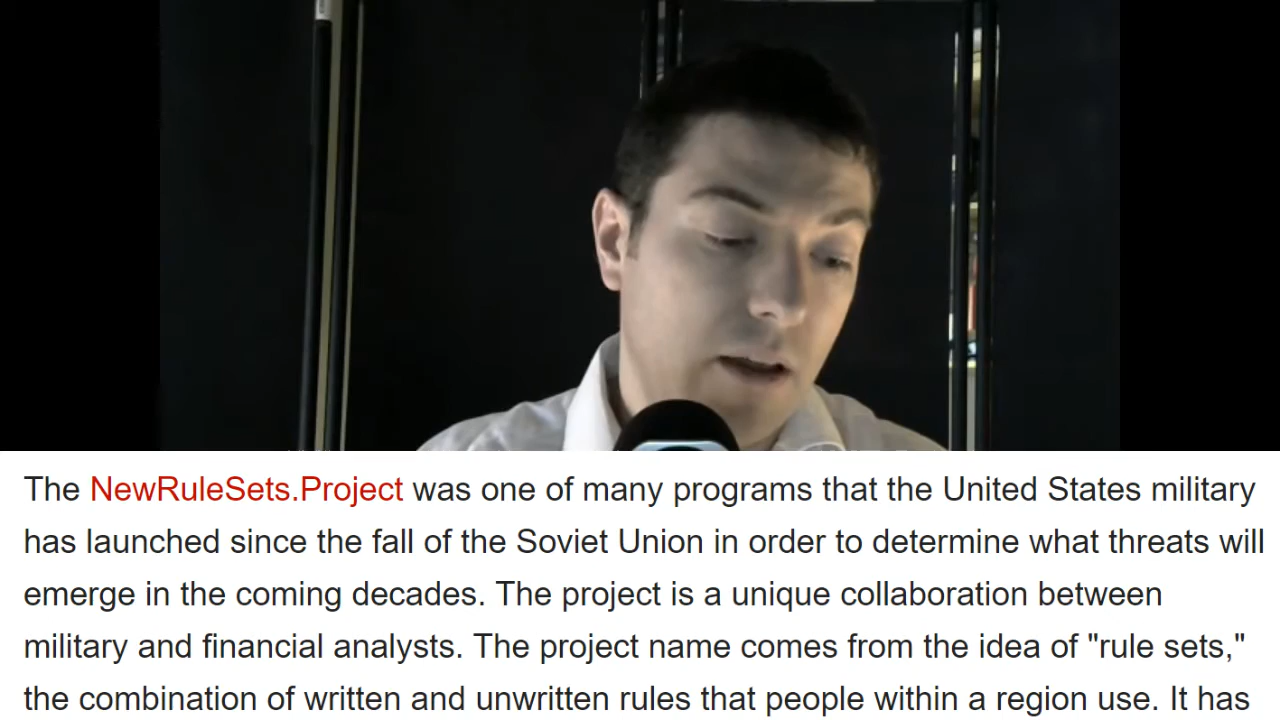 The NewRuleSets.Project was one of many programs that the United States military
has launched since the fall of the Soviet Union in order to determine what threats will
emerge in the coming decades. The project is a unique collaboration between
military and financial analysts. The project name comes from the idea of "rule sets,"
the combination of written and unwritten rules that people within a region use. It has